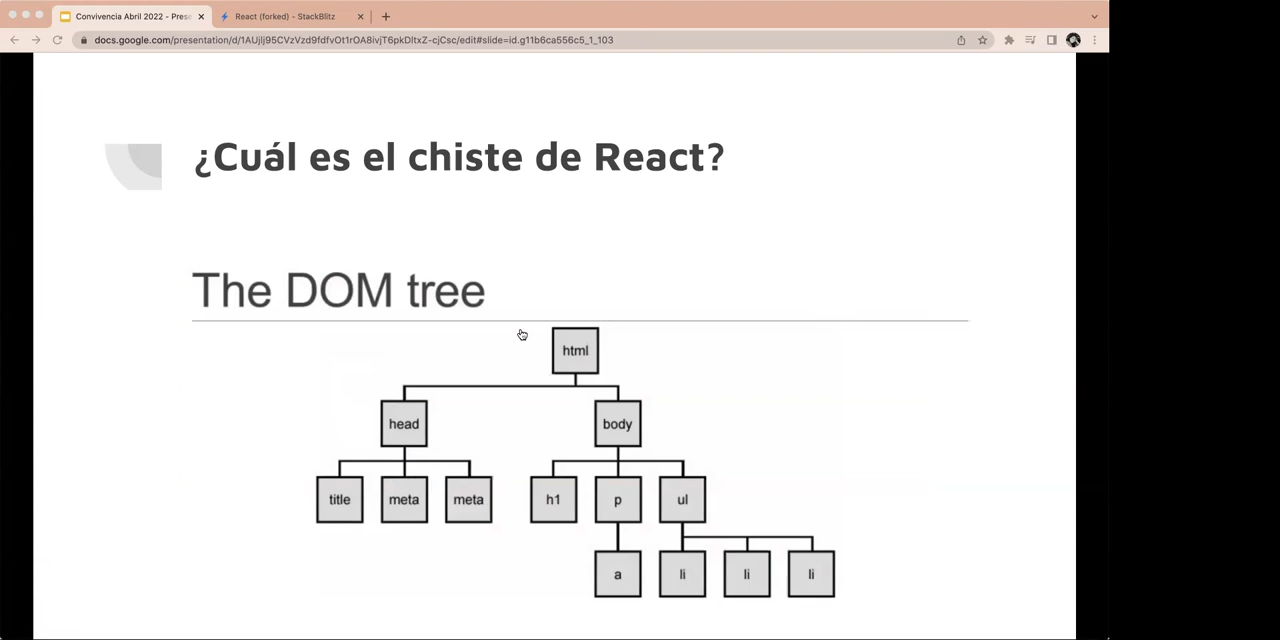 Convivencia Abril 2022 - Prese
React (forked) - StackBlitz
docs.google.com/presentation/d/1AUjlj95CVzVzd9fdfvOt1rOA8ivjT6pkDltxZ-cjCsc/edit#slide=id.g11b6ca556c5_1_103
¿Cuál es el chiste de React?
The DOM tree
html
head body
title meta meta h1 p ul
a li li li